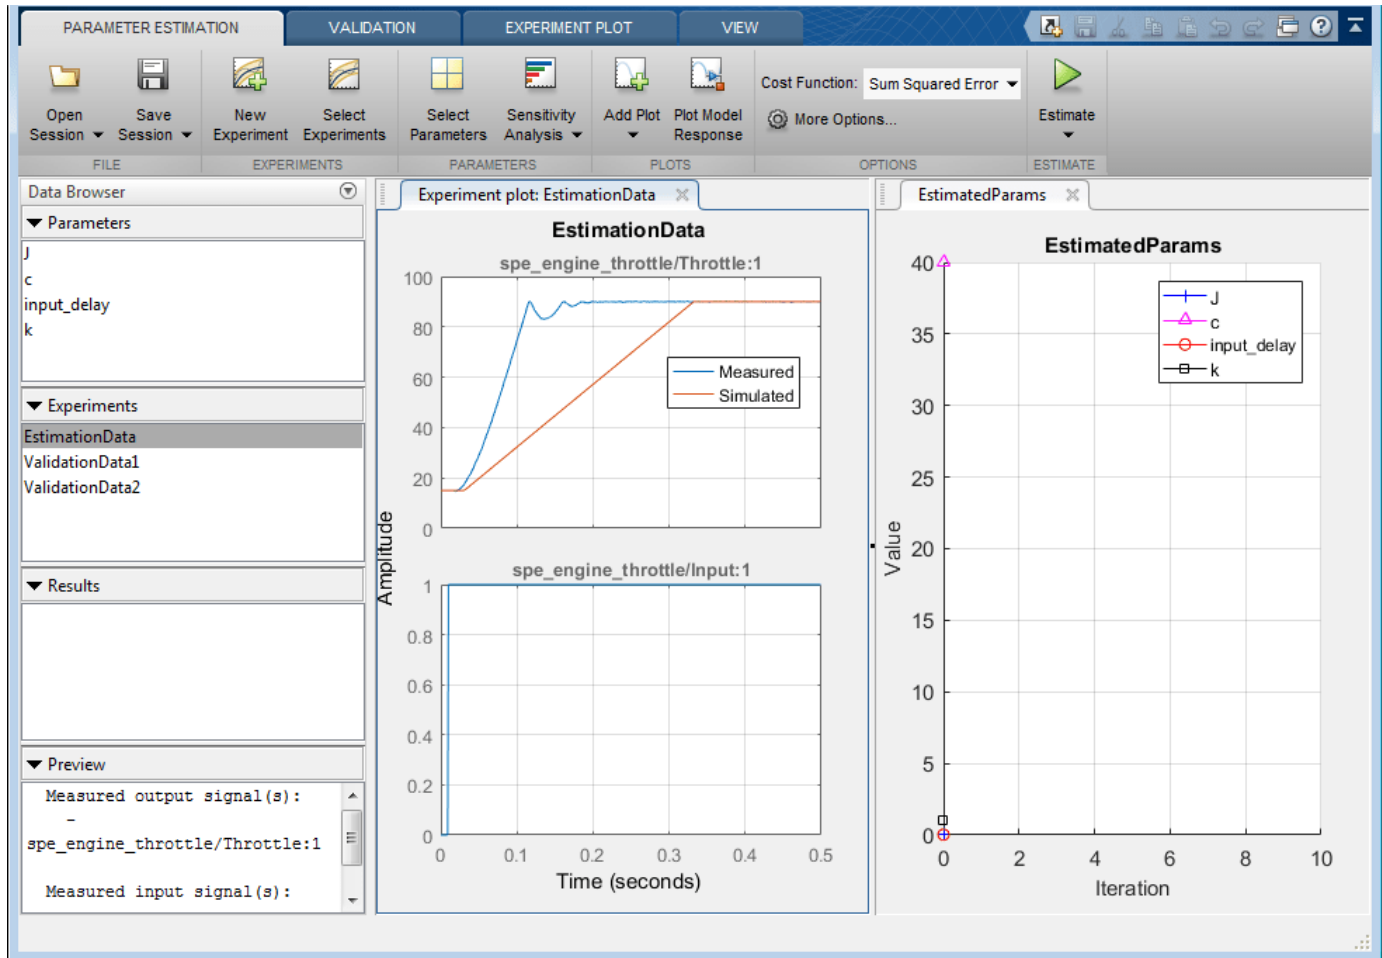 PARAMETER ESTIMATION
VALIDATION
EXPERIMENT PLOT
VIEW
Open Session
Save Session
New Experiment
Select Experiments
Select Parameters
Sensitivity Analysis
Add Plot
Plot Model Response
Cost Function: Sum Squared Error
More Options...
Estimate
FILE
EXPERIMENTS
PARAMETERS
PLOTS
OPTIONS
ESTIMATE
Data Browser
Parameters
J
c
input_delay
k
Experiments
EstimationData
ValidationData1
ValidationData2
Results
Preview
Measured output signal(s):
-
spe_engine_throttle/Throttle:1
Measured input signal(s):
Experiment plot: EstimationData
EstimationData
spe_engine_throttle/Throttle:1
100
80
60
40
20
0
Measured
Simulated
Amplitude
spe_engine_throttle/Input:1
1
0.8
0.6
0.4
0.2
0
0 0.1 0.2 0.3 0.4 0.5
Time (seconds)
EstimatedParams
EstimatedParams
40
35
30
25
20
15
10
5
0
J
c
input_delay
k
Value
0 2 4 6 8 10
Iteration